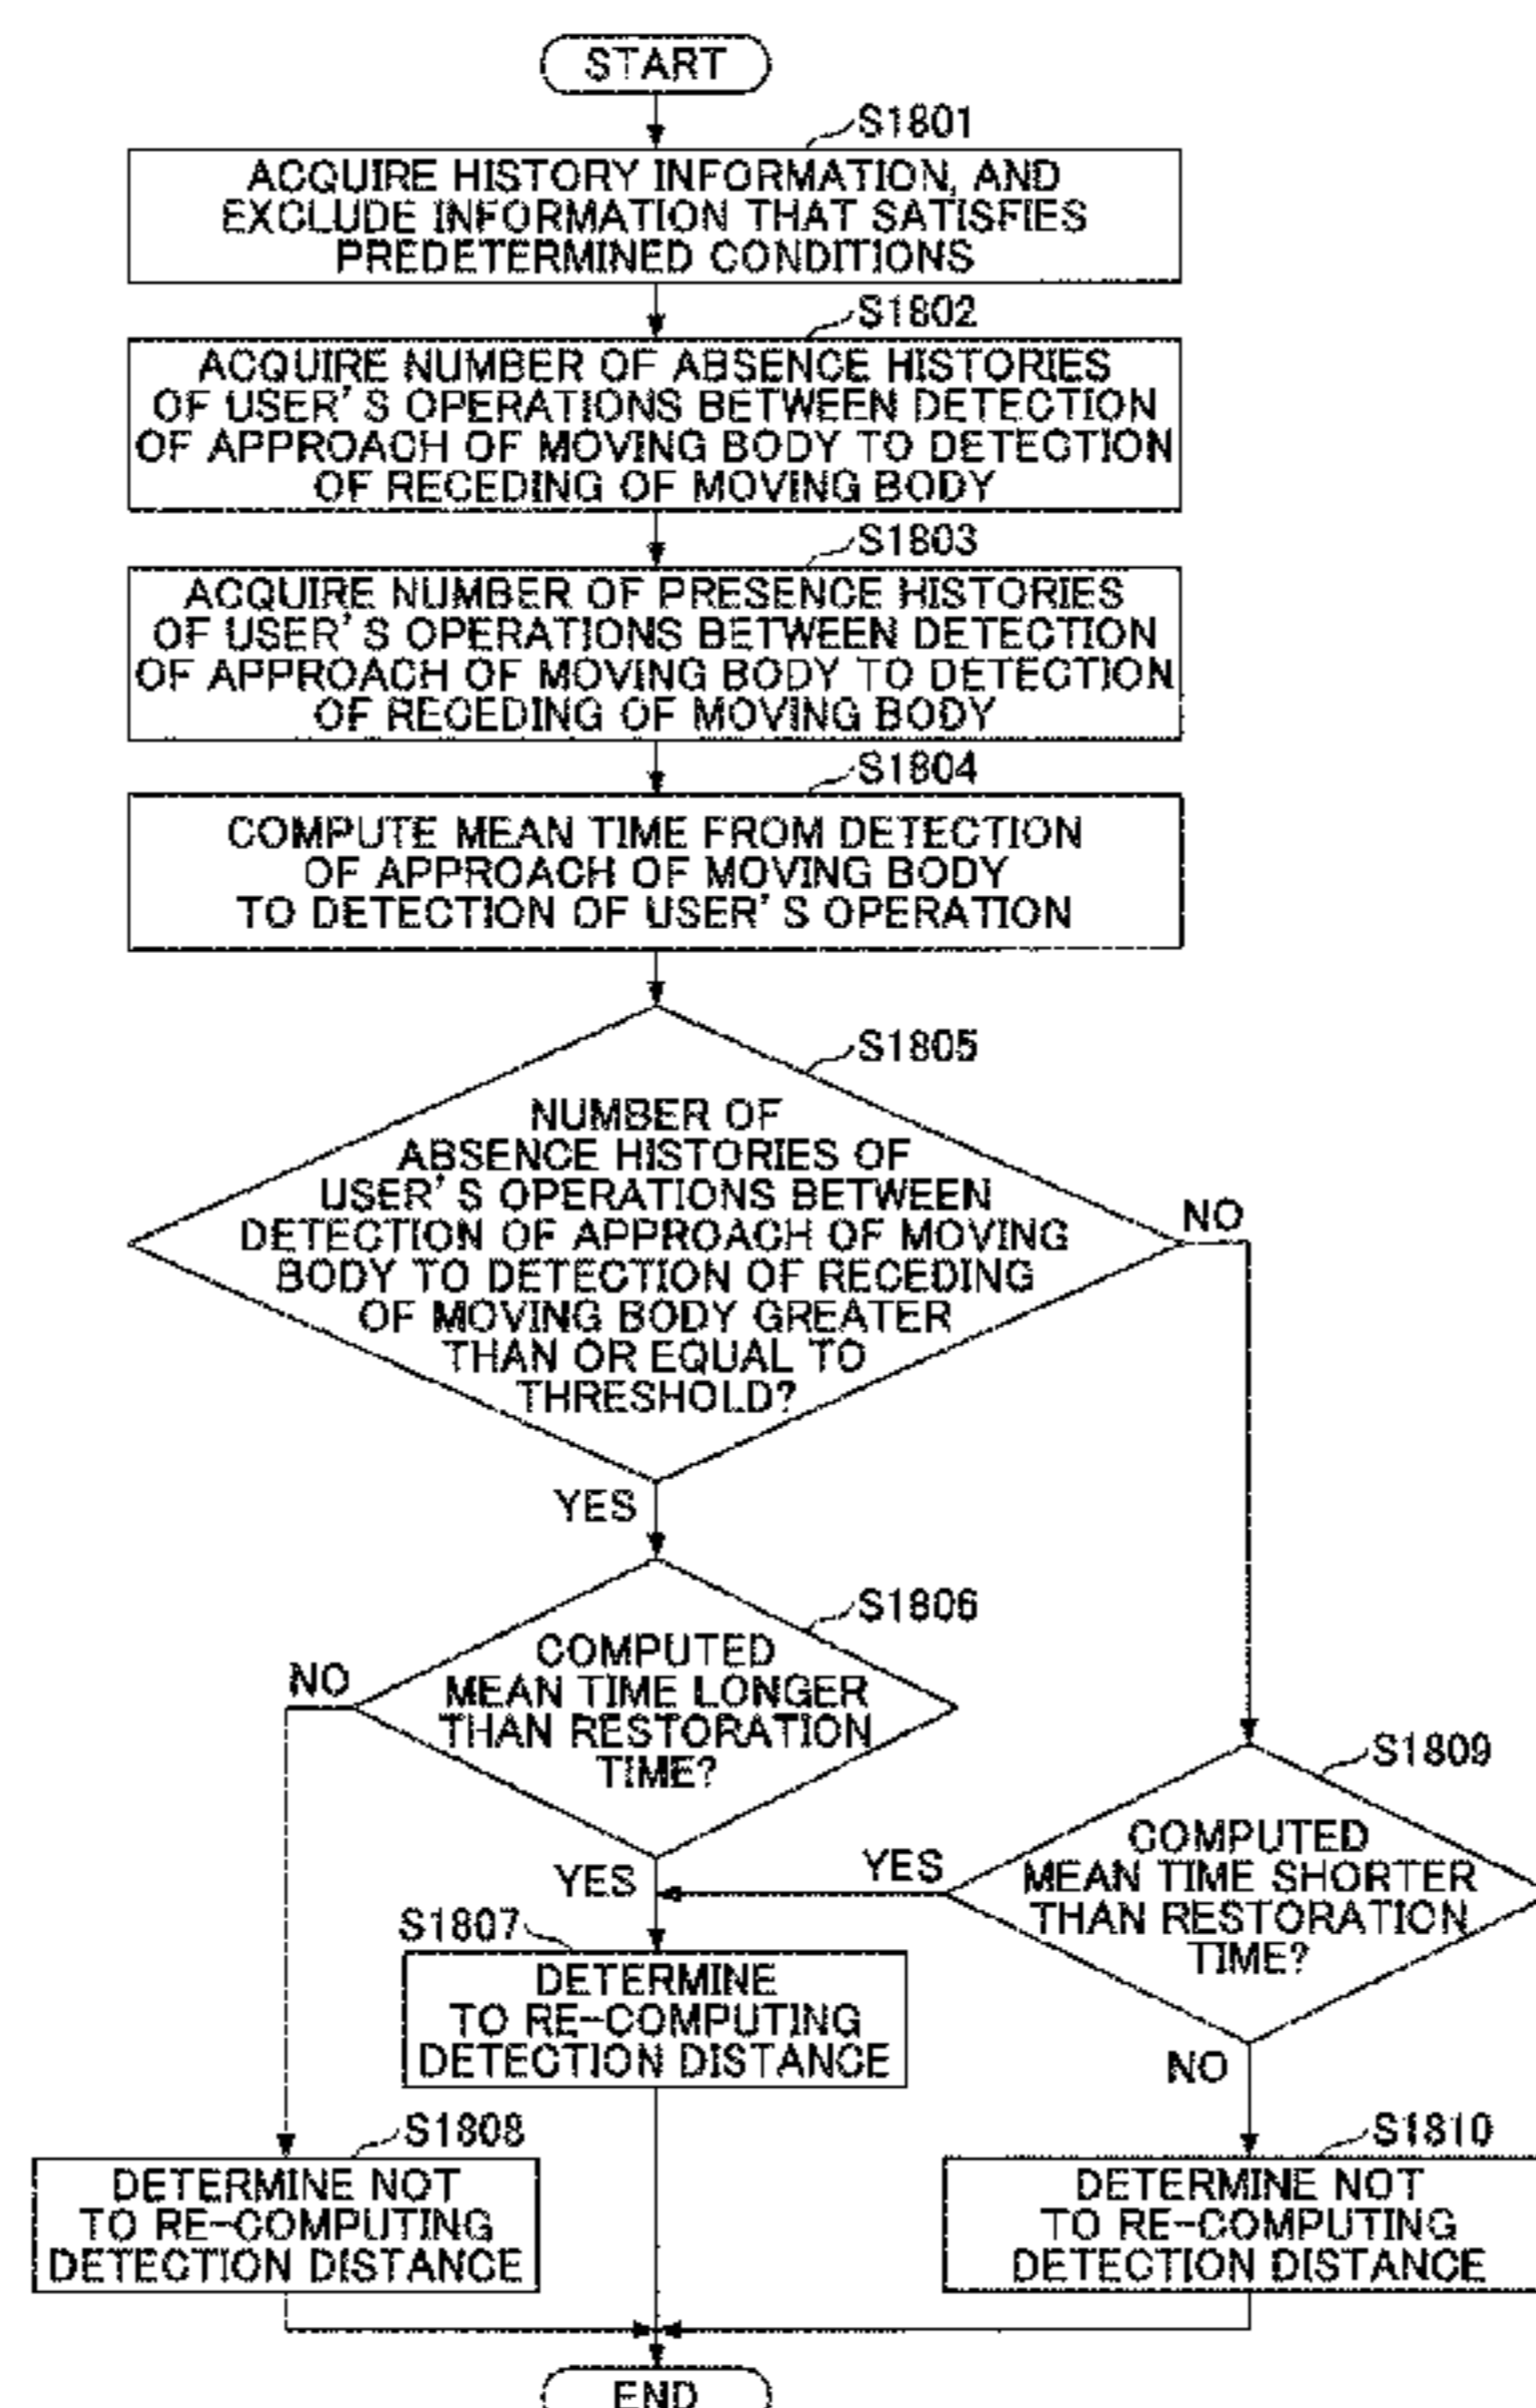 START
S1801
ACQUIRE HISTORY INFORMATION, AND
EXCLUDE INFORMATION THAT SATISFIES
PREDETERMINED CONDITIONS
S1802
ACQUIRE NUMBER OF ABSENCE HISTORIES
OF USER'S OPERATIONS BETWEEN DETECTION
OF APPROACH OF MOVING BODY TO DETECTION
OF RECEDING OF MOVING BODY
S1803
ACQUIRE NUMBER OF PRESENCE HISTORIES
OF USER'S OPERATIONS BETWEEN DETECTION
OF APPROACH OF MOVING BODY TO DETECTION
OF RECEDING OF MOVING BODY
S1804
COMPUTE MEAN TIME FROM DETECTION
OF APPROACH OF MOVING BODY
TO DETECTION OF USER'S OPERATION
S1805
NUMBER OF
ABSENCE HISTORIES OF
USER'S OPERATIONS BETWEEN
DETECTION OF APPROACH OF MOVING
BODY TO DETECTION OF RECEDING
OF MOVING BODY GREATER
THAN OR EQUAL TO
THRESHOLD?
NO
YES
S1806
COMPUTED
MEAN TIME LONGER
THAN RESTORATION
TIME?
NO
YES
S1809
COMPUTED
MEAN TIME SHORTER
THAN RESTORATION
TIME?
YES
NO
S1807
DETERMINE
TO RE-COMPUTING
DETECTION DISTANCE
S1808
DETERMINE NOT
TO RE-COMPUTING
DETECTION DISTANCE
S1810
DETERMINE NOT
TO RE-COMPUTING
DETECTION DISTANCE
END